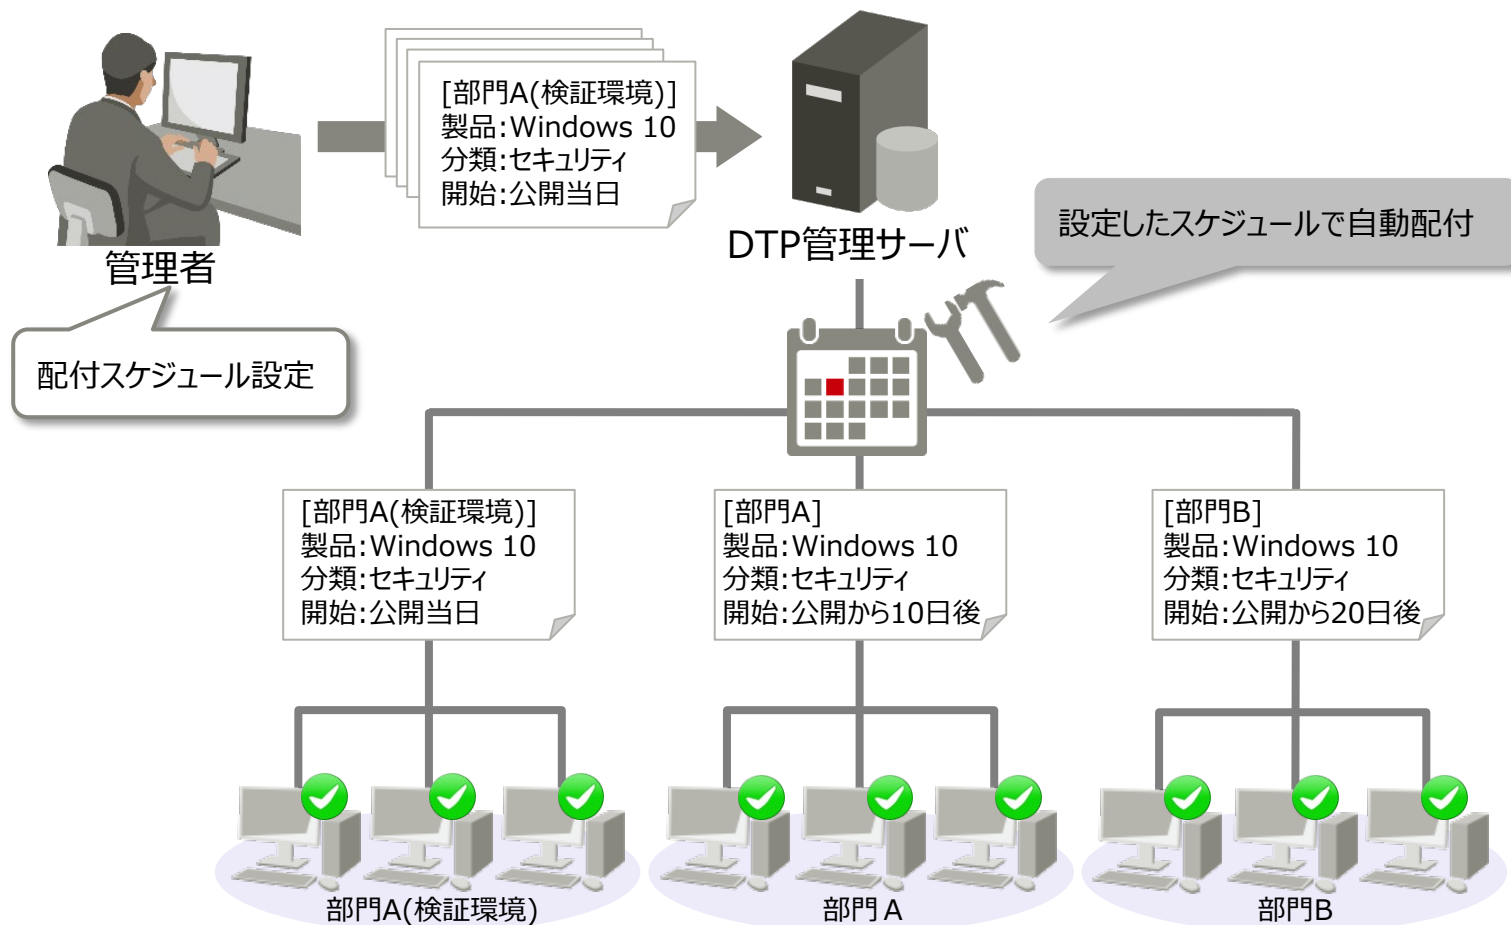 [部門A(検証環境)]
製品:Windows 10
分類:セキュリティ
開始:公開当日
管理者
DTP管理サーバ
設定したスケジュールで自動配付
配付スケジュール設定
[部門A(検証環境)]
製品:Windows 10
分類:セキュリティ
開始:公開当日
[部門A]
製品:Windows 10
分類:セキュリティ
開始:公開から10日後
[部門B]
製品:Windows 10
分類:セキュリティ
開始:公開から20日後
部門A(検証環境)
部門A
部門B